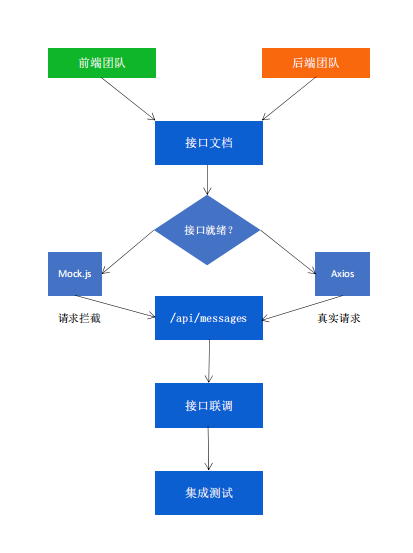 前端团队
后端团队
接口文档
接口就绪？
Mock.js
Axios
请求拦截
/api/messages
真实请求
接口联调
集成测试